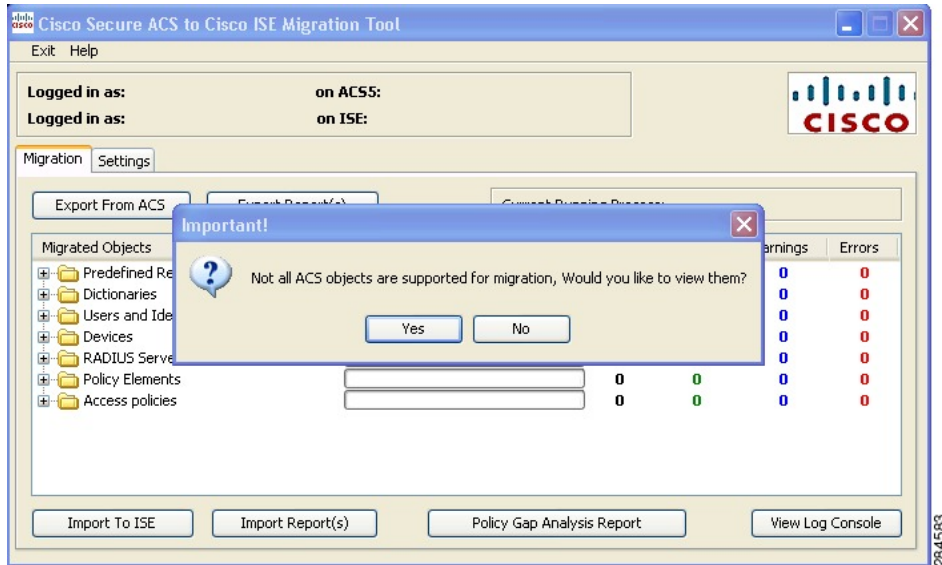 Cisco Secure ACS to Cisco ISE Migration Tool
Exit Help
Logged in as: on ACS5:
Logged in as: on ISE:
CISCO
Migration Settings
Export From ACS
Important!
Migrated Objects Errors
Not all ACS objects are supported for migration, Would you like to view them?
Yes No
Predefined 0 0
Dictionaries 0 0
Users and 0 0
Devices 0 0
RADIUS 0 0
Policy Elements 0 0 0 0
Access policies 0 0 0 0
Import To ISE Import Report(s) Policy Gap Analysis Report View Log Console
284583